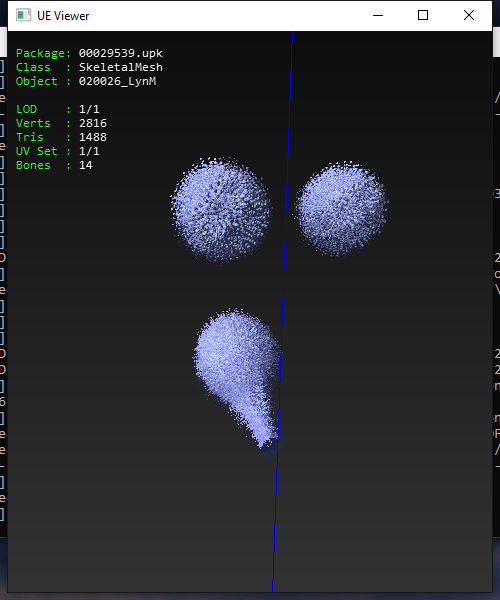 UE Viewer
Package: 00029539.upk
Class  : SkeletalMesh
Object : 020026_LynM
LOD    : 1/1
Verts  : 2816
Tris   : 1488
UV Set : 1/1
Bones  : 14